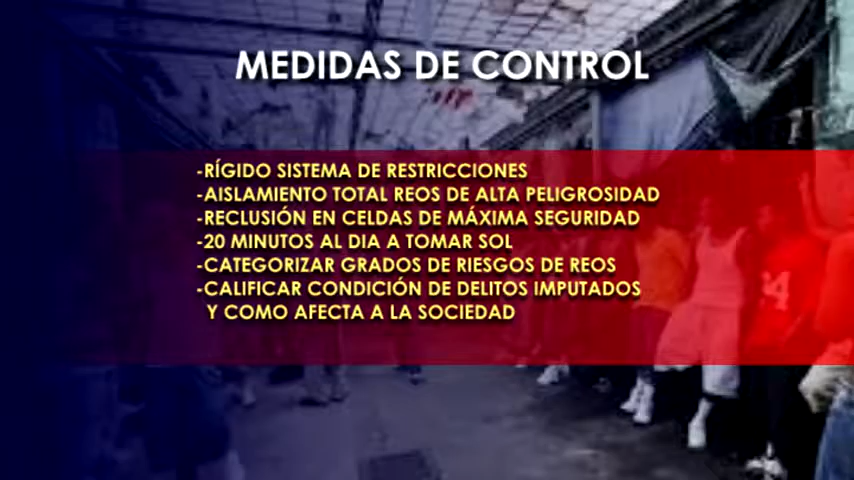 MEDIDAS DE CONTROL
-RÍGIDO SISTEMA DE RESTRICCIONES
-AISLAMIENTO TOTAL REOS DE ALTA PELIGROSIDAD
-RECLUSIÓN EN CELDAS DE MÁXIMA SEGURIDAD
-20 MINUTOS AL DIA A TOMAR SOL
-CATEGORIZAR GRADOS DE RIESGOS DE REOS
-CALIFICAR CONDICIÓN DE DELITOS IMPUTADOS
Y COMO AFECTA A LA SOCIEDAD